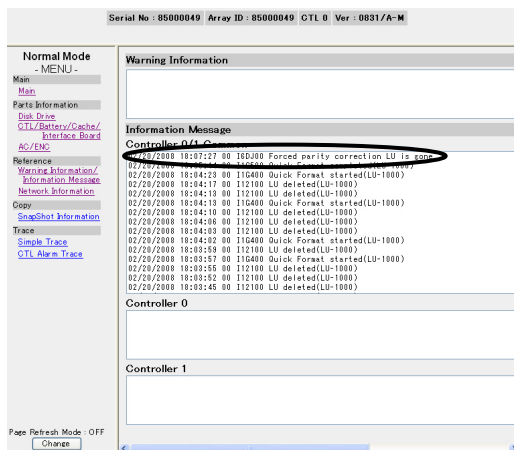 Serial No : 85000049 Array ID : 85000049 CTL 0 Ver : 0831/A-M
Normal Mode
- MENU -
Main
Main
Parts Information
Disk Drive
CTL/Battery/Cache/
Interface Board
AC/ENC
Reference
Warning Information/
Information Message
Network Information
Copy
SnapShot Information
Trace
Simple Trace
CTL Alarm Trace
Page Refresh Mode : OFF
Change
Warning Information
Information Message
Controller 0/1 Common
02/20/2008 18:07:27 00 I6DJ00 Forced parity correction LU is gone
02/20/2008 00 Quick Format
02/20/2008 18:04:23 00 I1G400 Quick Format started(LU-1000)
02/20/2008 18:04:17 00 I12100 LU deleted(LU-1000)
02/20/2008 18:04:13 00 I1G400 Quick Format started(LU-1000)
02/20/2008 18:04:13 00 I12100 LU deleted(LU-1000)
02/20/2008 18:04:10 00 I12100 LU deleted(LU-1000)
02/20/2008 18:04:06 00 I12100 LU deleted(LU-1000)
02/20/2008 18:04:03 00 I12100 LU deleted(LU-1000)
02/20/2008 18:04:02 00 I1G400 Quick Format started(LU-1000)
02/20/2008 18:03:59 00 I12100 LU deleted(LU-1000)
02/20/2008 18:03:57 00 I1G400 Quick Format started(LU-1000)
02/20/2008 18:03:55 00 I12100 LU deleted(LU-1000)
02/20/2008 18:03:52 00 I12100 LU deleted(LU-1000)
02/20/2008 18:03:45 00 I12100 LU deleted(LU-1000)
Controller 0
Controller 1